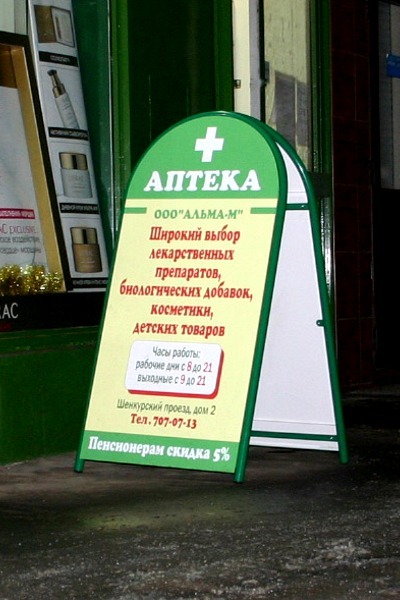 АПТЕКА
ООО"АЛЬМА-М"
Широкий выбор
лекарственных
препаратов,
биологических добавок,
косметики,
детских товаров
Часы работы:
рабочие дни с 8 до 21
выходные с 9 до 21
Шенкурский проезд, дом 2
Тел. 707-07-13
Пенсионерам скидка 5%